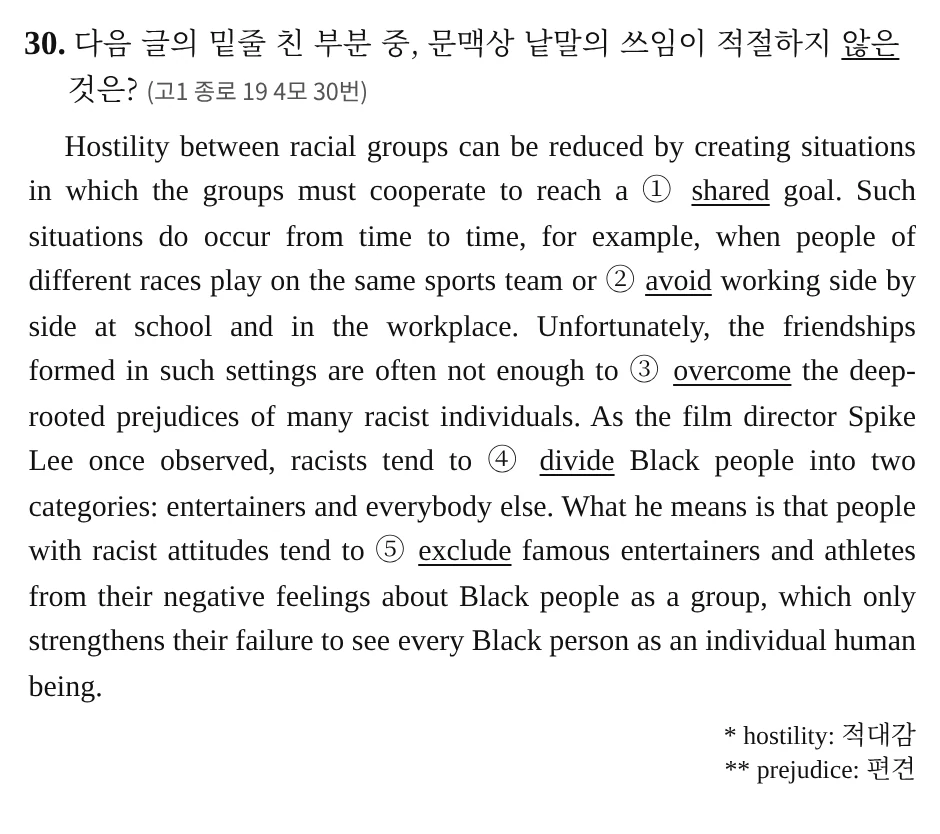 30. 다음 글의 밑줄 친 부분 중, 문맥상 낱말의 쓰임이 적절하지 않은
것은? (고1 종로 19 4모 30번)
Hostility between racial groups can be reduced by creating situations
in which the groups must cooperate to reach a ① shared goal. Such
situations do occur from time to time, for example, when people of
different races play on the same sports team or ② avoid working side by
side at school and in the workplace. Unfortunately, the friendships
formed in such settings are often not enough to ③ overcome the deep-
rooted prejudices of many racist individuals. As the film director Spike
Lee once observed, racists tend to ④ divide Black people into two
categories: entertainers and everybody else. What he means is that people
with racist attitudes tend to ⑤ exclude famous entertainers and athletes
from their negative feelings about Black people as a group, which only
strengthens their failure to see every Black person as an individual human
being.
* hostility: 적대감
** prejudice: 편견